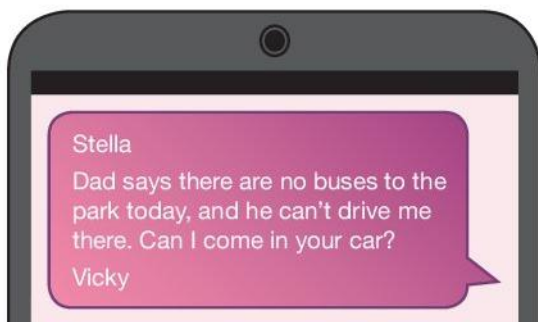 Stella
Dad says there are no buses to the
park today, and he can't drive me
there. Can I come in your car?
Vicky